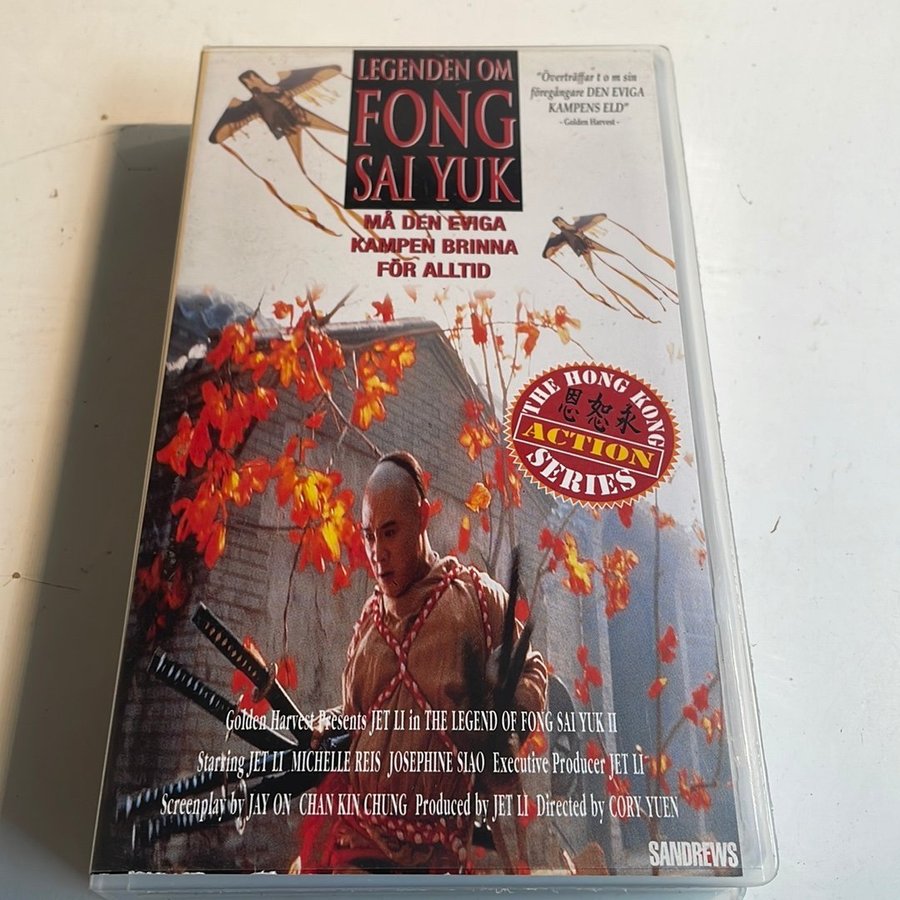 LEGENDEN OM
FONG
SAI YUK
"Överträffar t o m sin
föregångare DEN EVIGA
KAMPENS ELD"
- Golden Harvest -
MÅ DEN EVIGA
KAMPEN BRINNA
FÖR ALLTID
THE HONG KONG
恩恕永
ACTION
SERIES
Golden Harvest Presents JET LI in THE LEGEND OF FONG SAI YUK II
Starring JET LI MICHELLE REIS JOSEPHINE SIAO Executive Producer JET LI
Screenplay by JAY ON CHAN KIN CHUNG Produced by JET LI Directed by CORY YUEN
SANDREWS